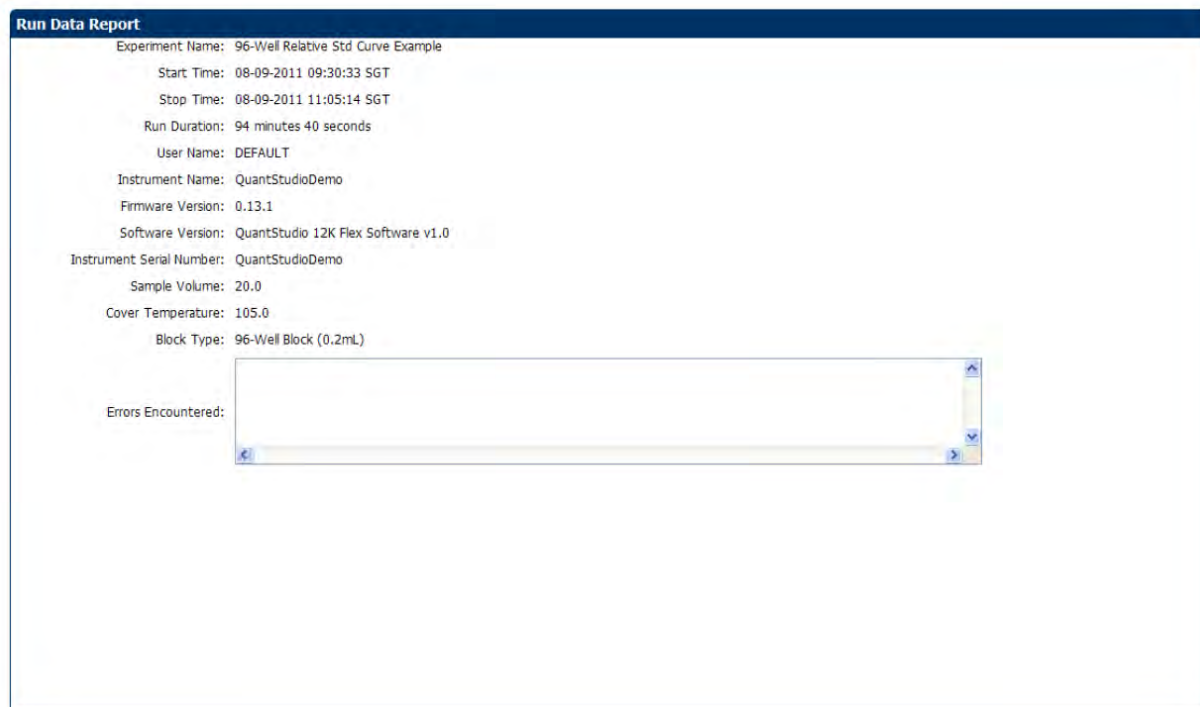 Run Data Report
Experiment Name: 96-Well Relative Std Curve Example
Start Time: 08-09-2011 09:30:33 SGT
Stop Time: 08-09-2011 11:05:14 SGT
Run Duration: 94 minutes 40 seconds
User Name: DEFAULT
Instrument Name: QuantStudioDemo
Firmware Version: 0.13.1
Software Version: QuantStudio 12K Flex Software v1.0
Instrument Serial Number: QuantStudioDemo
Sample Volume: 20.0
Cover Temperature: 105.0
Block Type: 96-Well Block (0.2mL)
Errors Encountered: